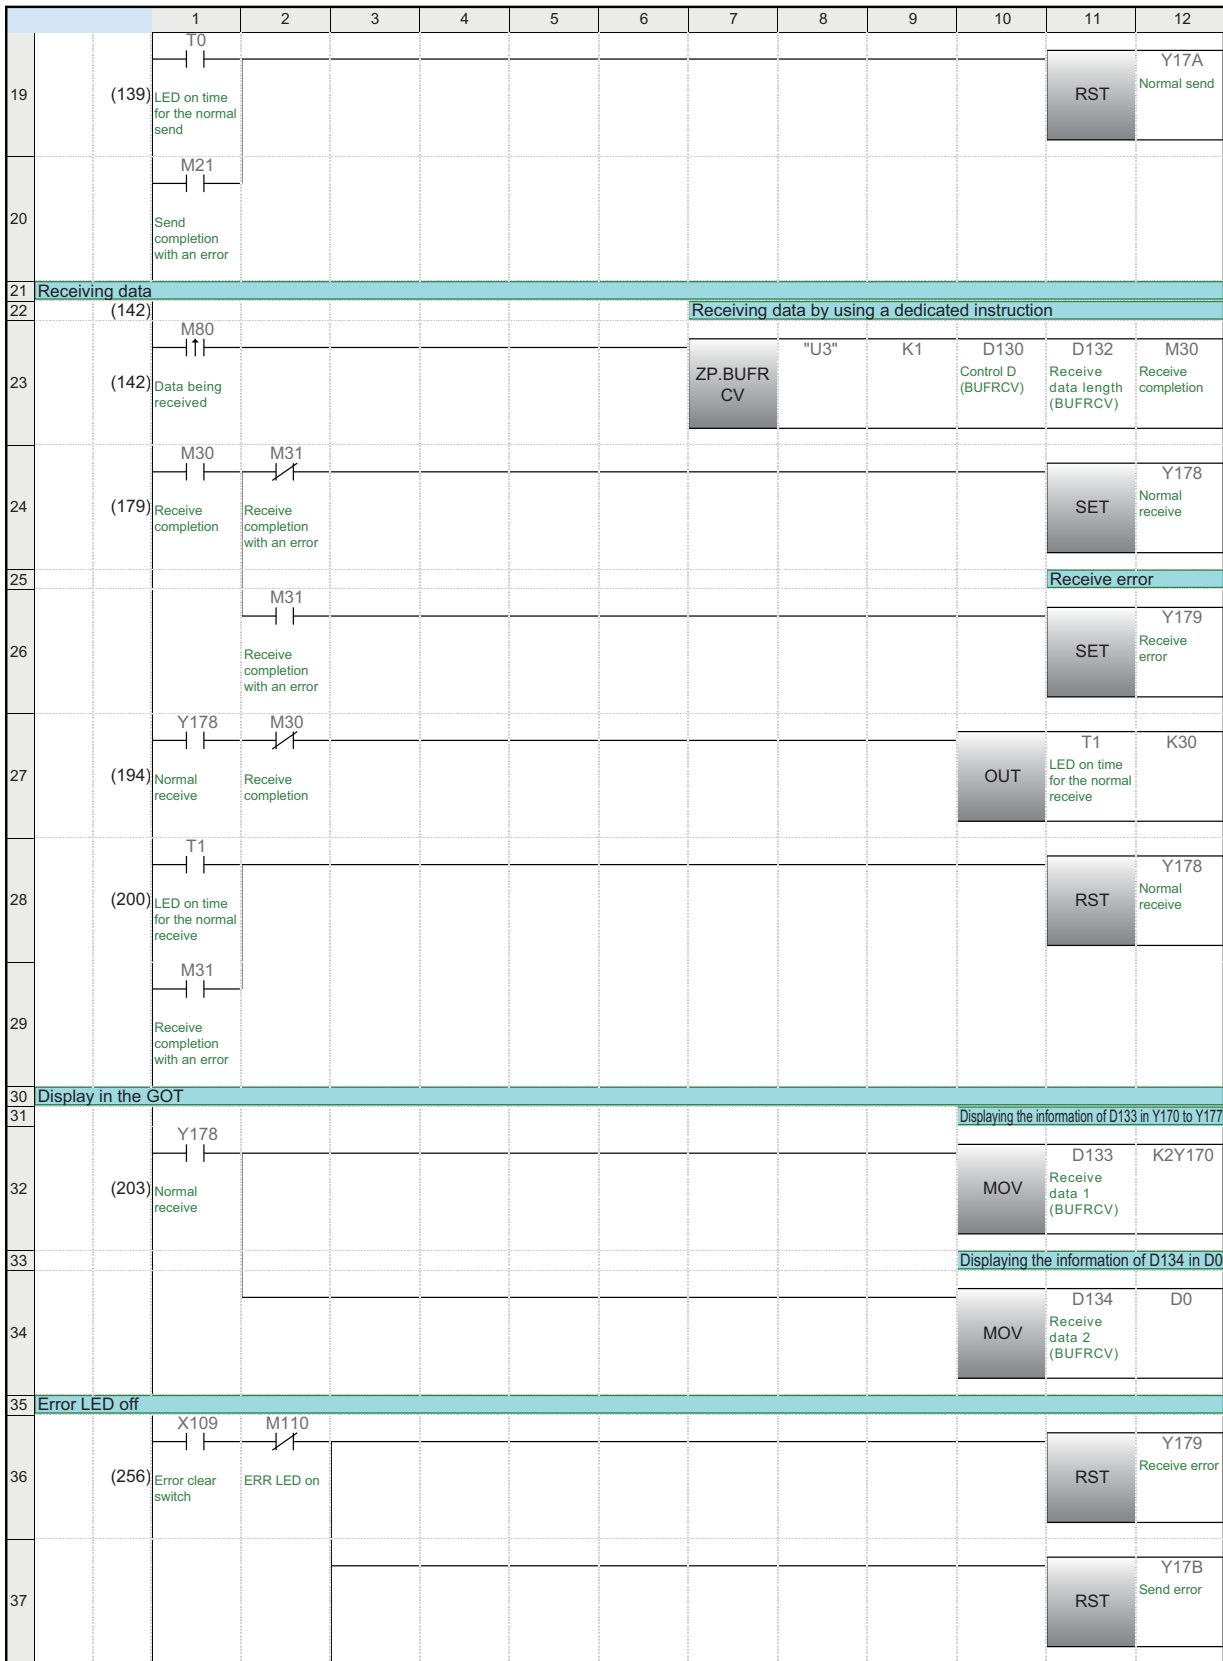 1 2 3 4 5 6 7 8 9 10 11 12
T0
19 (139) LED on time
for the normal
send
RST
Y17A
Normal send
M21
20
Send
completion
with an error
21 Receiving data
22 (142) Receiving data by using a dedicated instruction
M80
23 (142) Data being
received
ZP.BUFR
CV
"U3"
K1
D130
Control D
(BUFRCV)
D132
Receive
data length
(BUFRCV)
M30
Receive
completion
M30 M31
24 (179) Receive
completion
Receive
completion
with an error
SET
Y178
Normal
receive
25 Receive error
M31
26
Receive
completion
with an error
SET
Y179
Receive
error
Y178 M30
27 (194) Normal
receive
Receive
completion
OUT
T1
LED on time
for the normal
receive
K30
T1
28 (200) LED on time
for the normal
receive
RST
Y178
Normal
receive
M31
29
Receive
completion
with an error
30 Display in the GOT
31 Displaying the information of D133 in Y170 to Y177
Y178
32 (203) Normal
receive
MOV
D133
Receive
data 1
(BUFRCV)
K2Y170
33 Displaying the information of D134 in D0
34
MOV
D134
Receive
data 2
(BUFRCV)
D0
35 Error LED off
X109 M110
36 (256) Error clear
switch
ERR LED on
RST
Y179
Receive error
37
RST
Y17B
Send error